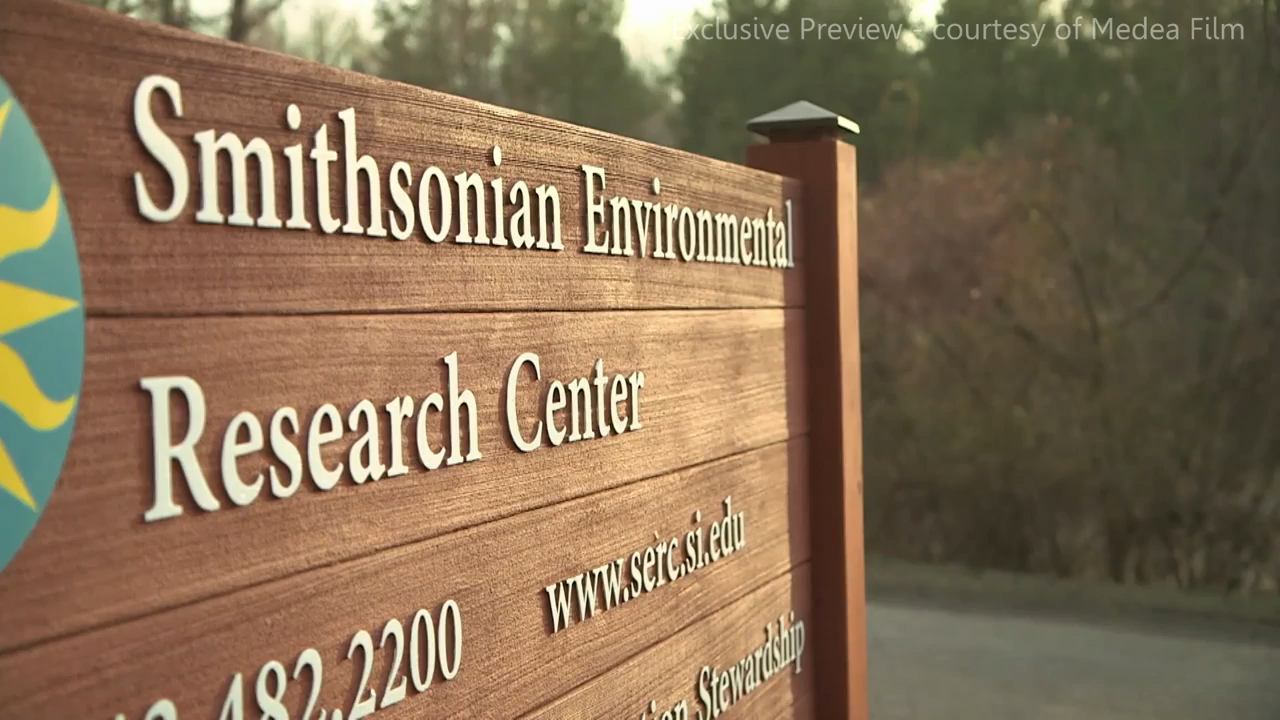 Exclusive Preview - courtesy of Medea Film
Smithsonian Environmental
Research Center
www.serc.si.edu
482.2200
Stewardship